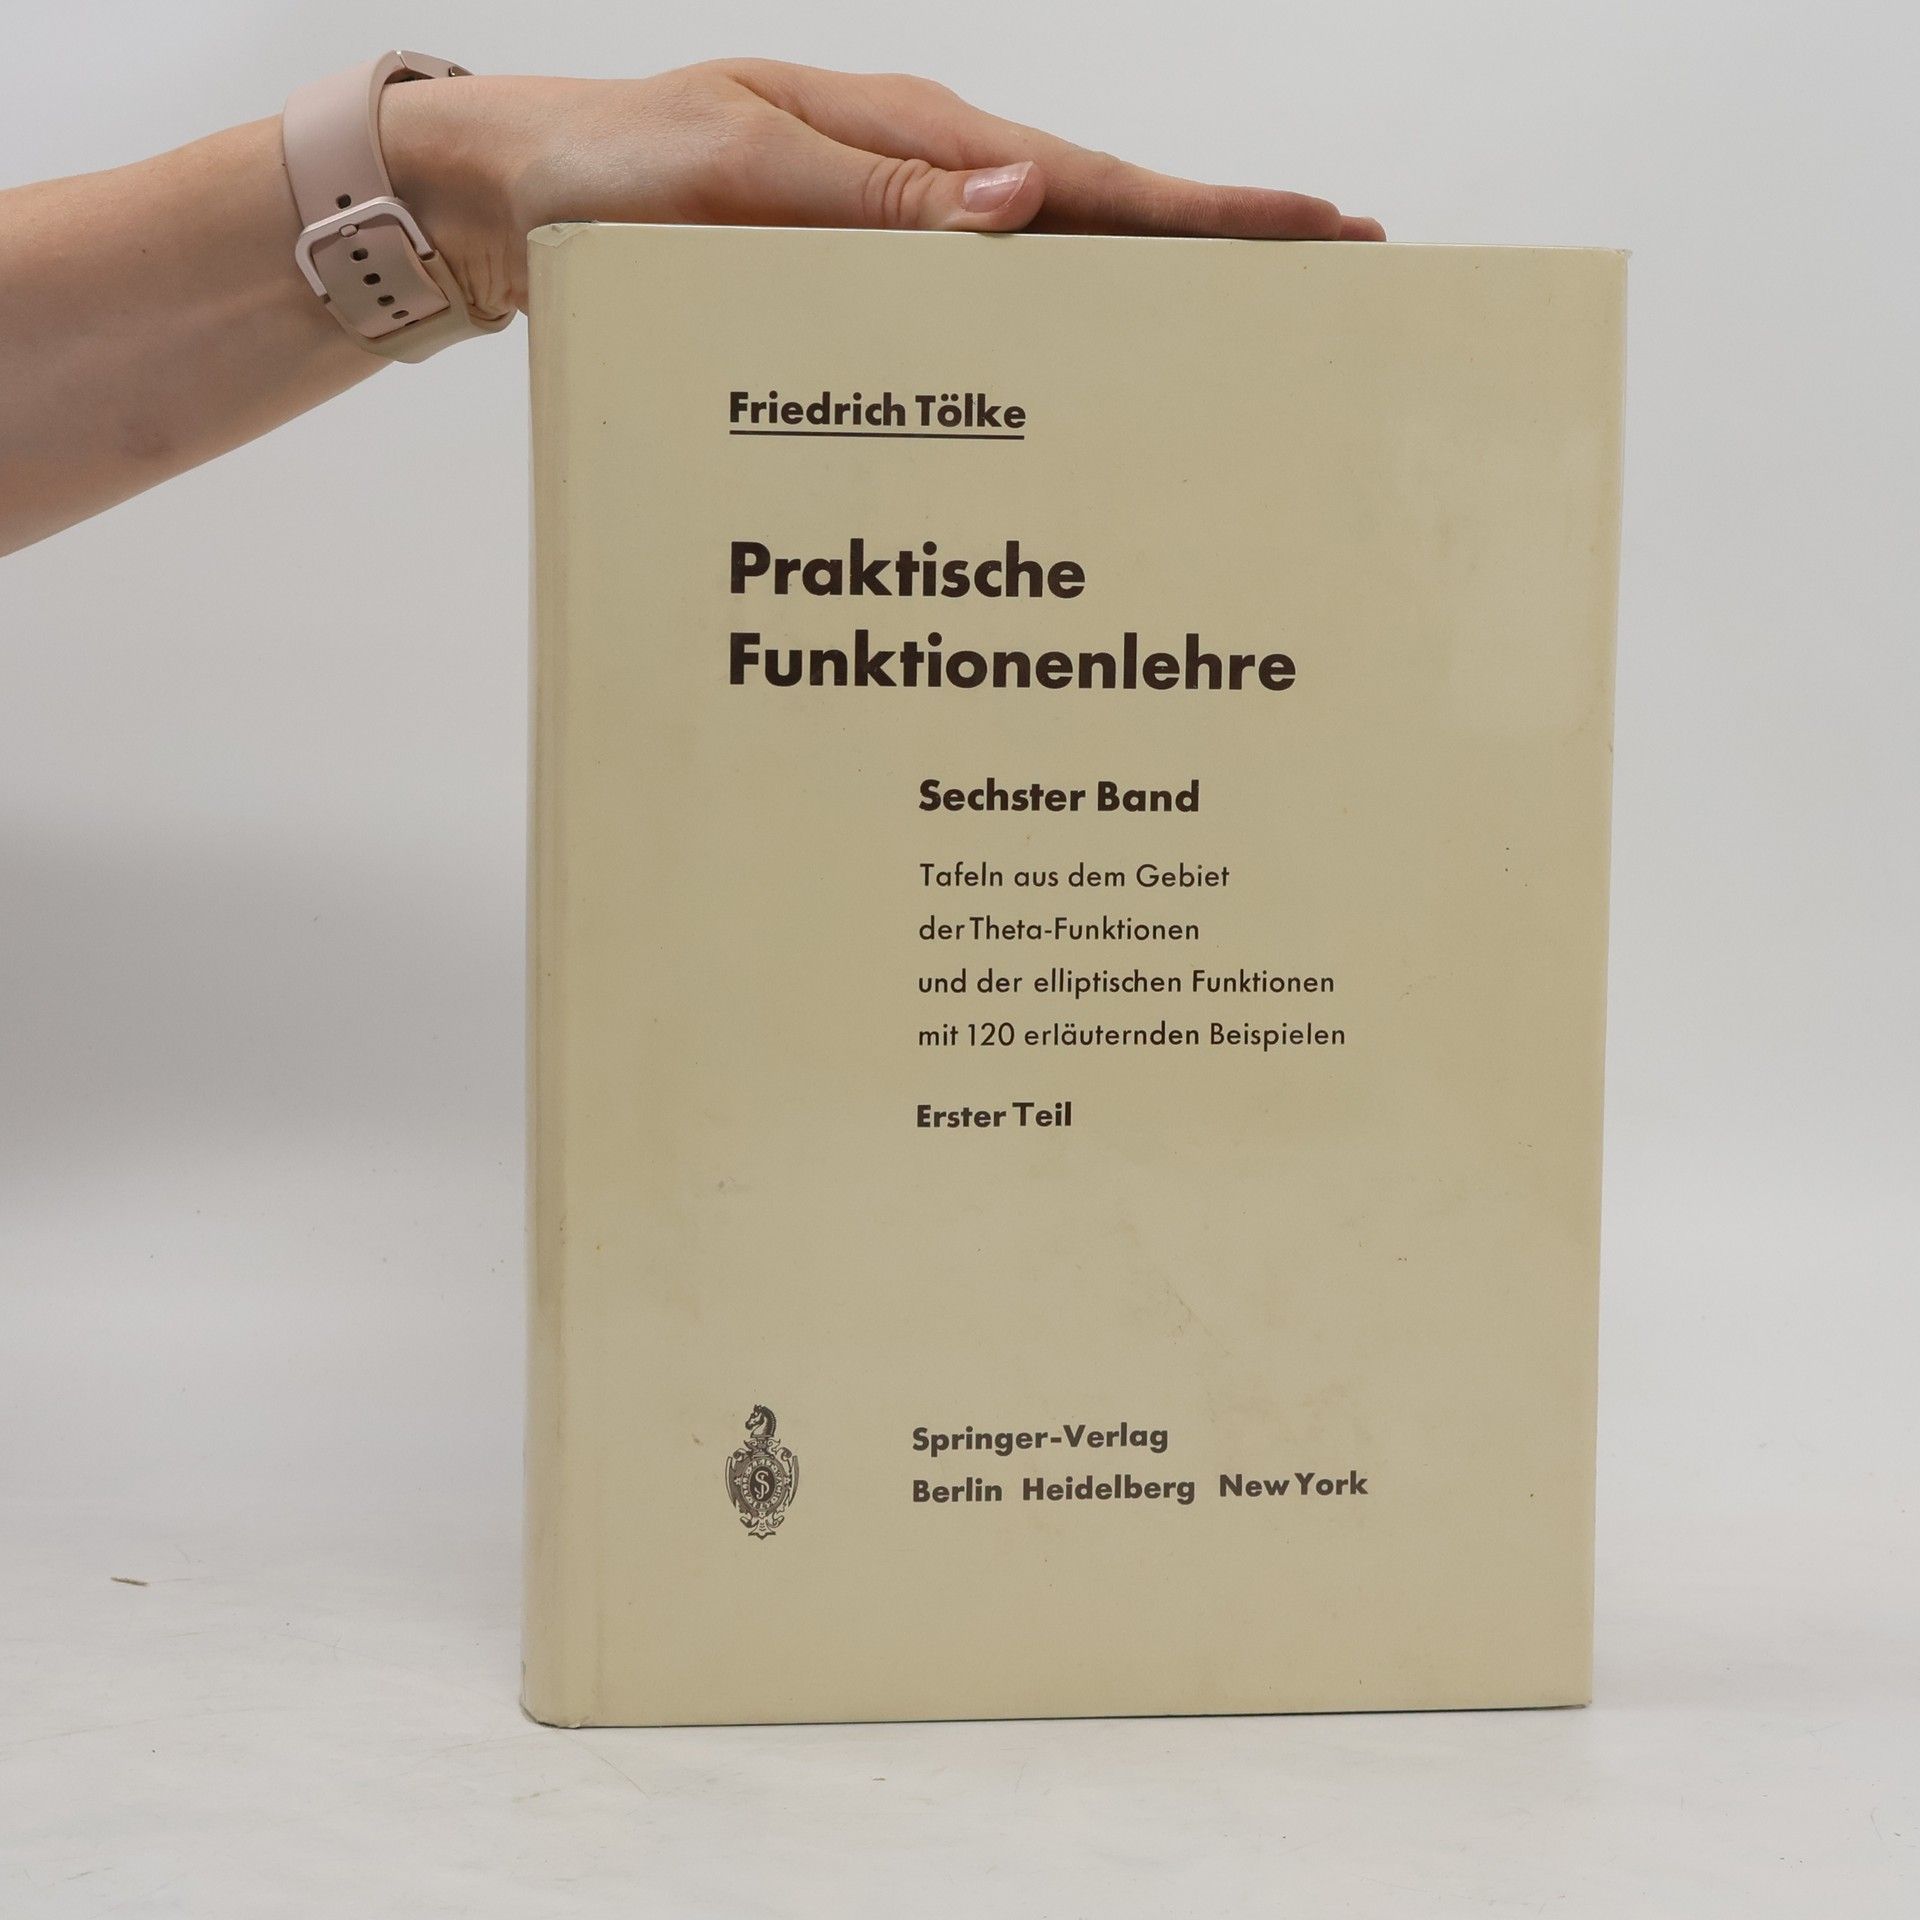 Friedrich Tölke
Praktische
Funktionenlehre
Sechster Band
Tafeln aus dem Gebiet
der Theta-Funktionen
und der elliptischen Funktionen
mit 120 erläuternden Beispielen
Erster Teil
Springer-Verlag
Berlin Heidelberg New York